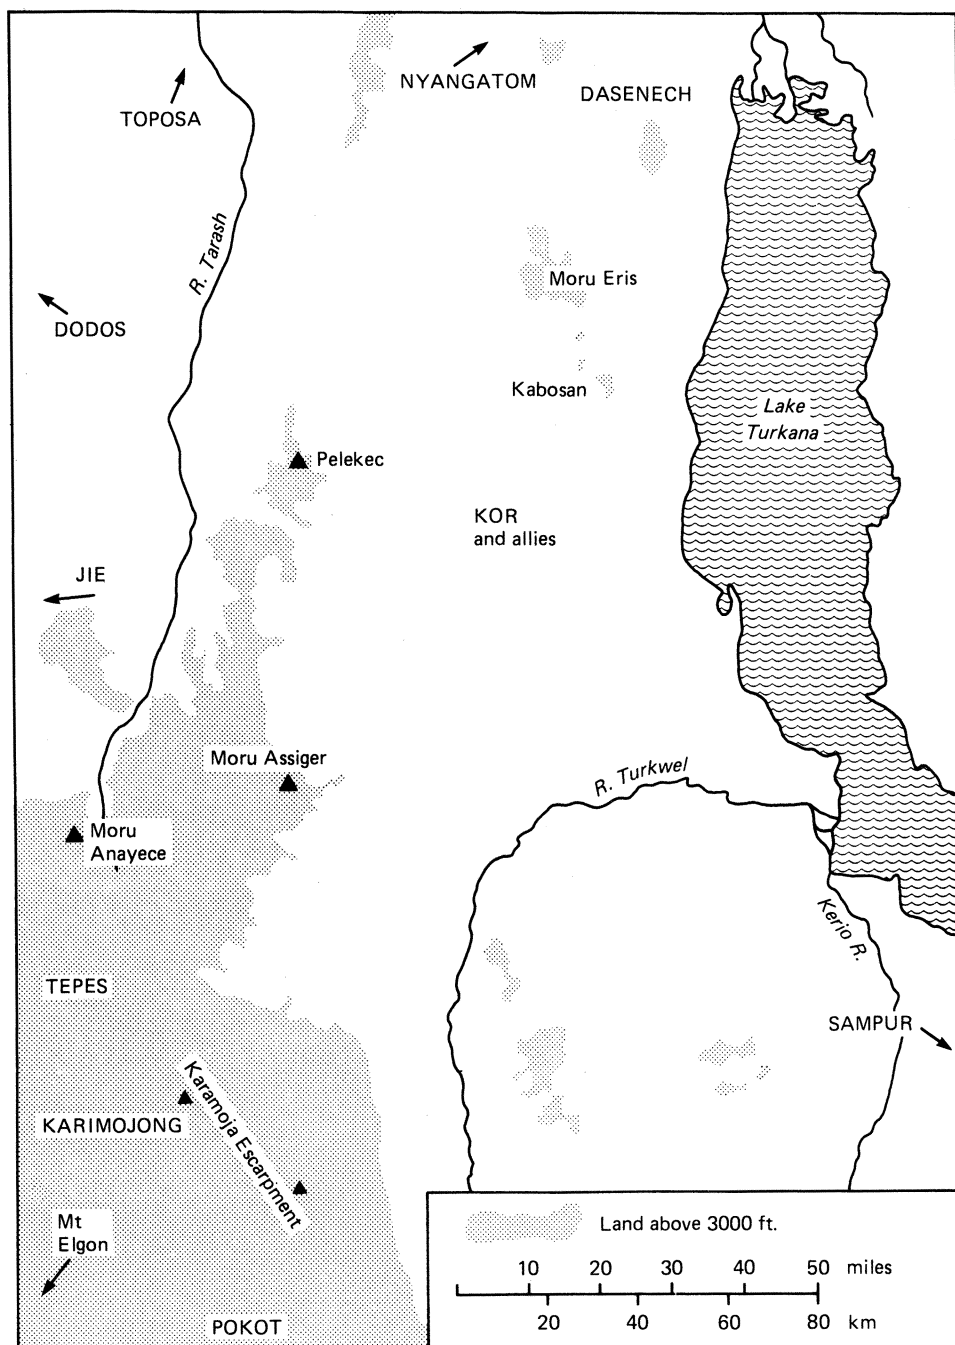 NYANGATOM
DASENECH
TOPOSA
R. Tarash
Moru Eris
DODOS
Kabosan
Lake
Turkana
Pelekec
KOR
and allies
JIE
Moru Assiger
R. Turkwel
Moru
Anayece
Kerio R.
TEPES
SAMPUR
Karamoja Escarpment
KARIMOJONG
Mt
Elgon
Land above 3000 ft.
10 20 30 40 50 miles
20 40 60 80 km
POKOT